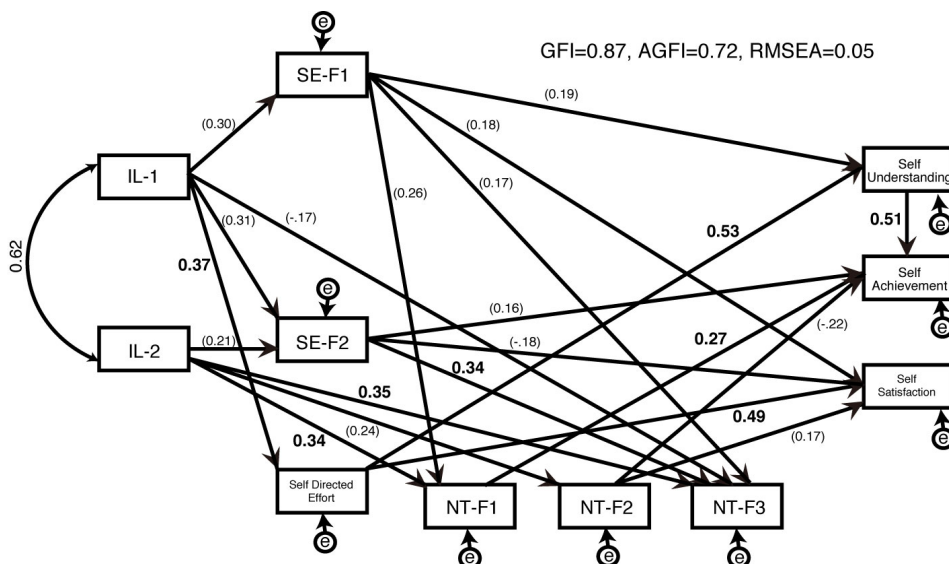 e
GFI=0.87, AGFI=0.72, RMSEA=0.05
SE-F1
(0.19)
(0.18)
(0.30)
(0.17)
IL-1
Self
Understanding
(0.26)
e
(0.31)
(-.17)
0.53
0.51
0.62
0.37
e
Self
Achievement
(0.16)
e
(-.22)
IL-2
(0.21)
SE-F2
(-.18)
0.27
0.34
Self
Satisfaction
0.35
0.49
0.34
(0.24)
(0.17)
e
Self Directed
Effort
NT-F1
NT-F2
NT-F3
e
e
e
e